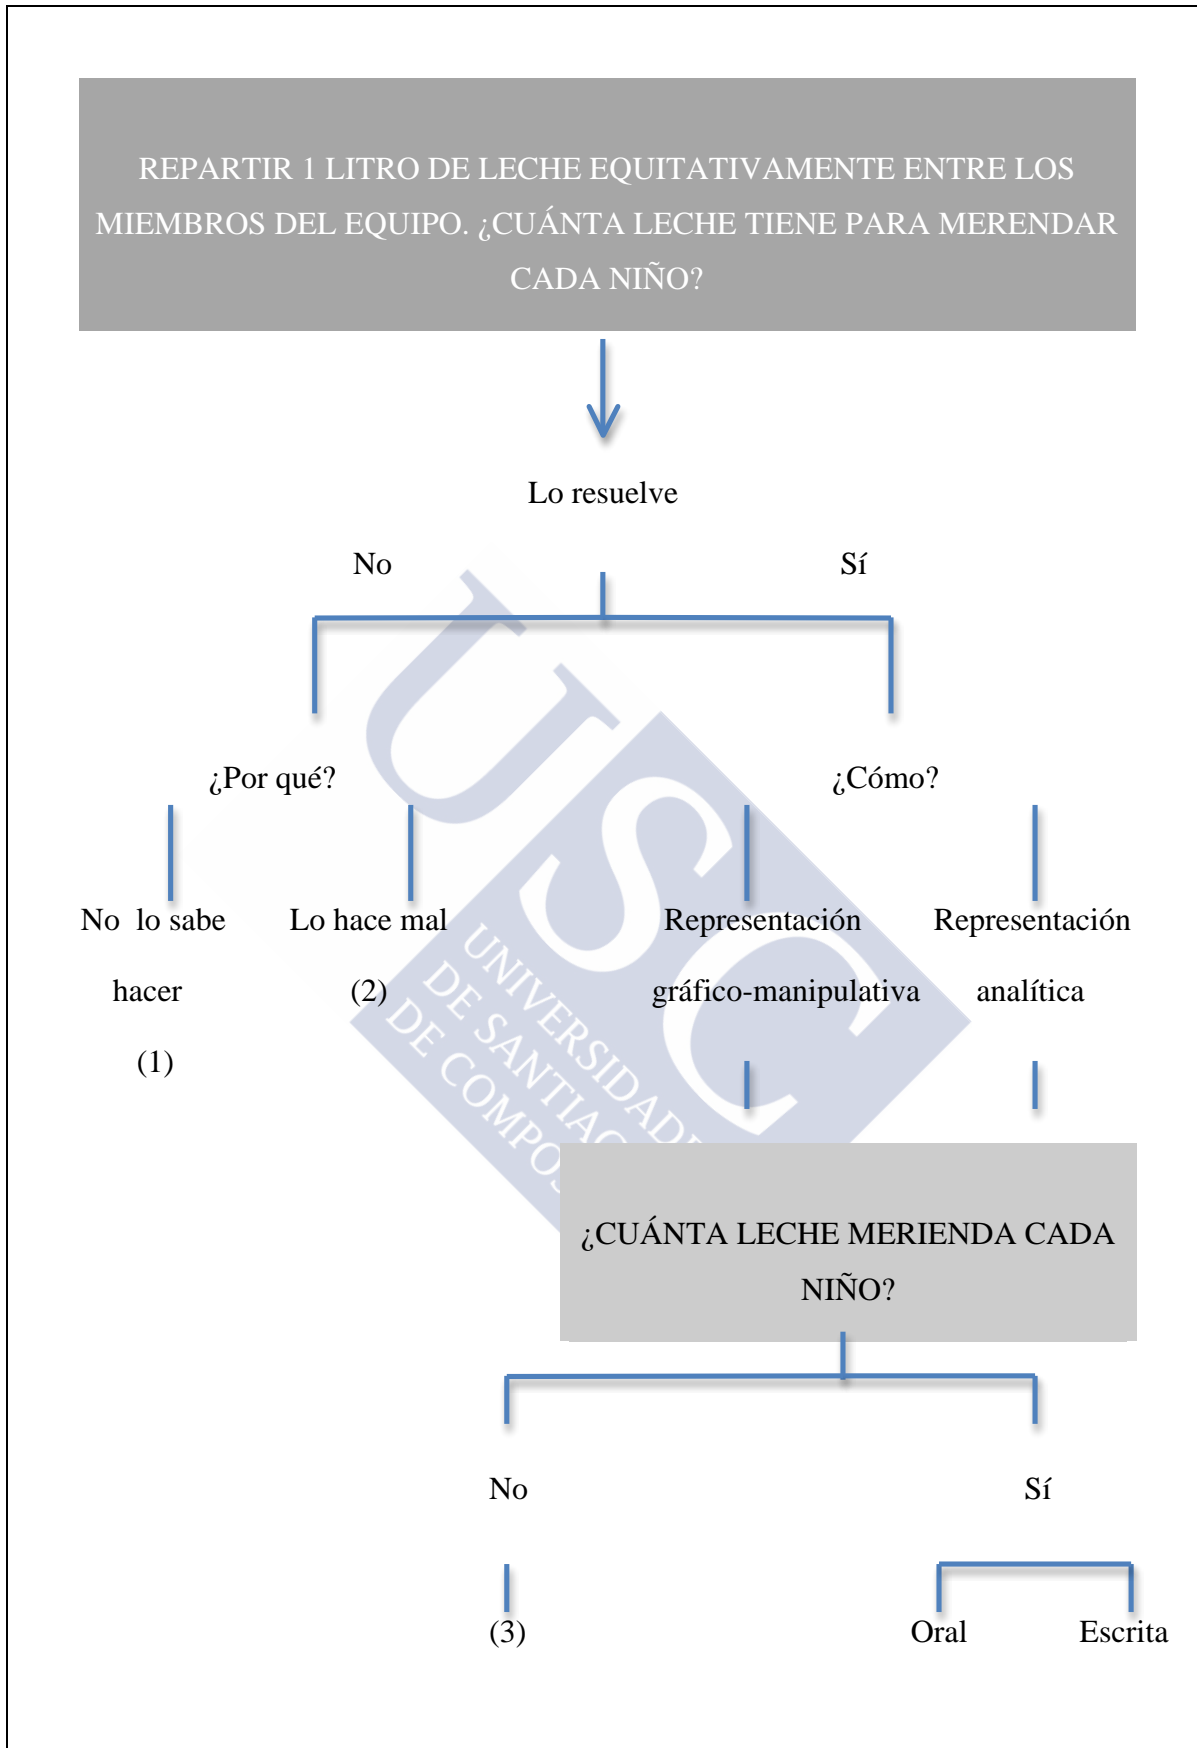 REPARTIR 1 LITRO DE LECHE EQUITATIVAMENTE ENTRE LOS
MIEMBROS DEL EQUIPO. ¿CUÁNTA LECHE TIENE PARA MERENDAR
CADA NIÑO?
Lo resuelve
No Sí
¿Por qué? ¿Cómo?
No lo sabe
hacer
(1)
Lo hace mal
(2)
Representación
gráfico-manipulativa
Representación
analítica
USC
UNIVERSIDADE
DE SANTIAGO
DE COMPOS
¿CUÁNTA LECHE MERIENDA CADA
NIÑO?
No Sí
(3) Oral Escrita